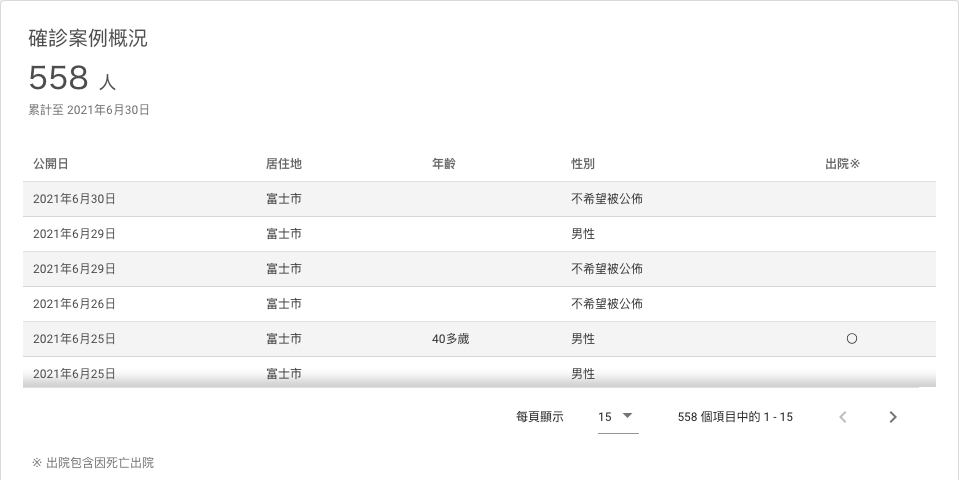 確診案例概況
558 人
累計至 2021年6月30日
公開日 居住地 年齡 性別 出院※
2021年6月30日 富士市 不希望被公佈
2021年6月29日 富士市 男性
2021年6月29日 富士市 不希望被公佈
2021年6月26日 富士市 不希望被公佈
2021年6月25日 富士市 40多歲 男性 〇
2021年6月25日 富士市 男性
每頁顯示 15 558 個項目中的 1 - 15
※ 出院包含因死亡出院